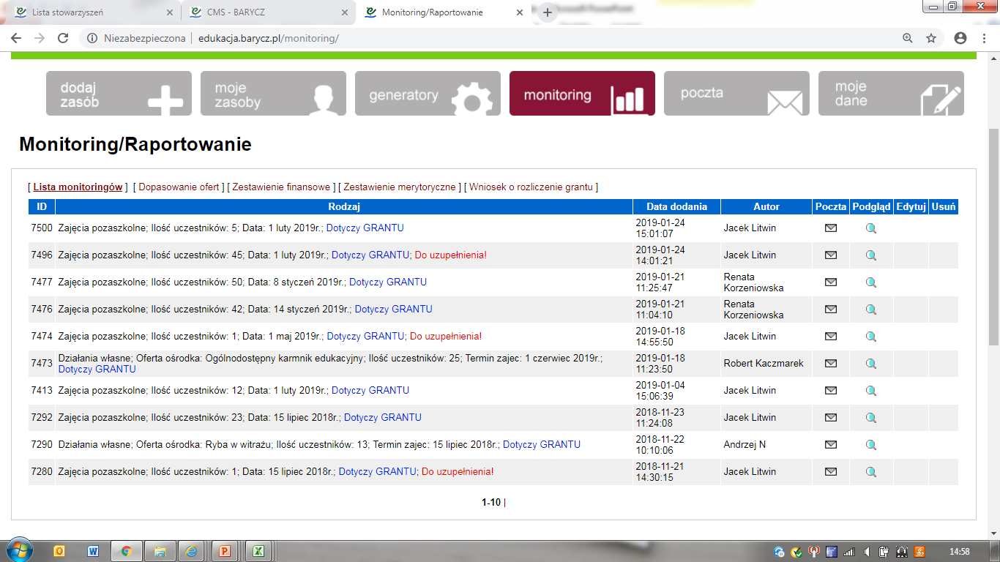 Lista stowarzyszeń
CMS - BARYCZ
Monitoring/Raportowanie
Microsoft PowerPoint
Niezabezpieczona
edukacja.barycz.pl/monitoring/
dodaj
zasób
moje
zasoby
generatory
monitoring
poczta
moje
dane
Monitoring/Raportowanie
[ Lista monitoringów ] [ Dopasowanie ofert ] [ Zestawienie finansowe ] [ Zestawienie merytoryczne ] [ Wniosek o rozliczenie grantu ]
ID Rodzaj Data dodania Autor Poczta Podgląd Edytuj Usuń
7500 Zajęcia pozaszkolne; Ilość uczestników: 5; Data: 1 luty 2019r.; Dotyczy GRANTU
2019-01-24
15:01:07
Jacek Litwin
7496 Zajęcia pozaszkolne; Ilość uczestników: 45; Data: 1 luty 2019r.; Dotyczy GRANTU; Do uzupełnienia!
2019-01-24
14:01:21
Jacek Litwin
7477 Zajęcia pozaszkolne; Ilość uczestników: 50; Data: 8 styczeń 2019r.; Dotyczy GRANTU
2019-01-21
11:25:47
Renata
Korzeniowska
7476 Zajęcia pozaszkolne; Ilość uczestników: 42; Data: 14 styczeń 2019r.; Dotyczy GRANTU
2019-01-21
11:04:10
Renata
Korzeniowska
7474 Zajęcia pozaszkolne; Ilość uczestników: 1; Data: 1 maj 2019r.; Dotyczy GRANTU; Do uzupełnienia!
2019-01-18
14:55:50
Jacek Litwin
7473 Działania własne; Oferta ośrodka: Ogólnodostępny karmnik edukacyjny; Ilość uczestników: 25; Termin zajec: 1 czerwiec 2019r.;
Dotyczy GRANTU
2019-01-18
11:23:50
Robert Kaczmarek
7413 Zajęcia pozaszkolne; Ilość uczestników: 12; Data: 1 luty 2019r.; Dotyczy GRANTU
2019-01-04
15:06:39
Jacek Litwin
7292 Zajęcia pozaszkolne; Ilość uczestników: 23; Data: 15 lipiec 2018r.; Dotyczy GRANTU
2018-11-23
11:24:08
Jacek Litwin
7290 Działania własne; Oferta ośrodka: Ryba w witrażu; Ilość uczestników: 13; Termin zajec: 15 lipiec 2018r.; Dotyczy GRANTU
2018-11-22
10:10:06
Andrzej N
7280 Zajęcia pozaszkolne; Ilość uczestników: 1; Data: 15 lipiec 2018r.; Dotyczy GRANTU; Do uzupełnienia!
2018-11-21
14:30:15
Jacek Litwin
1-10 |
14:58